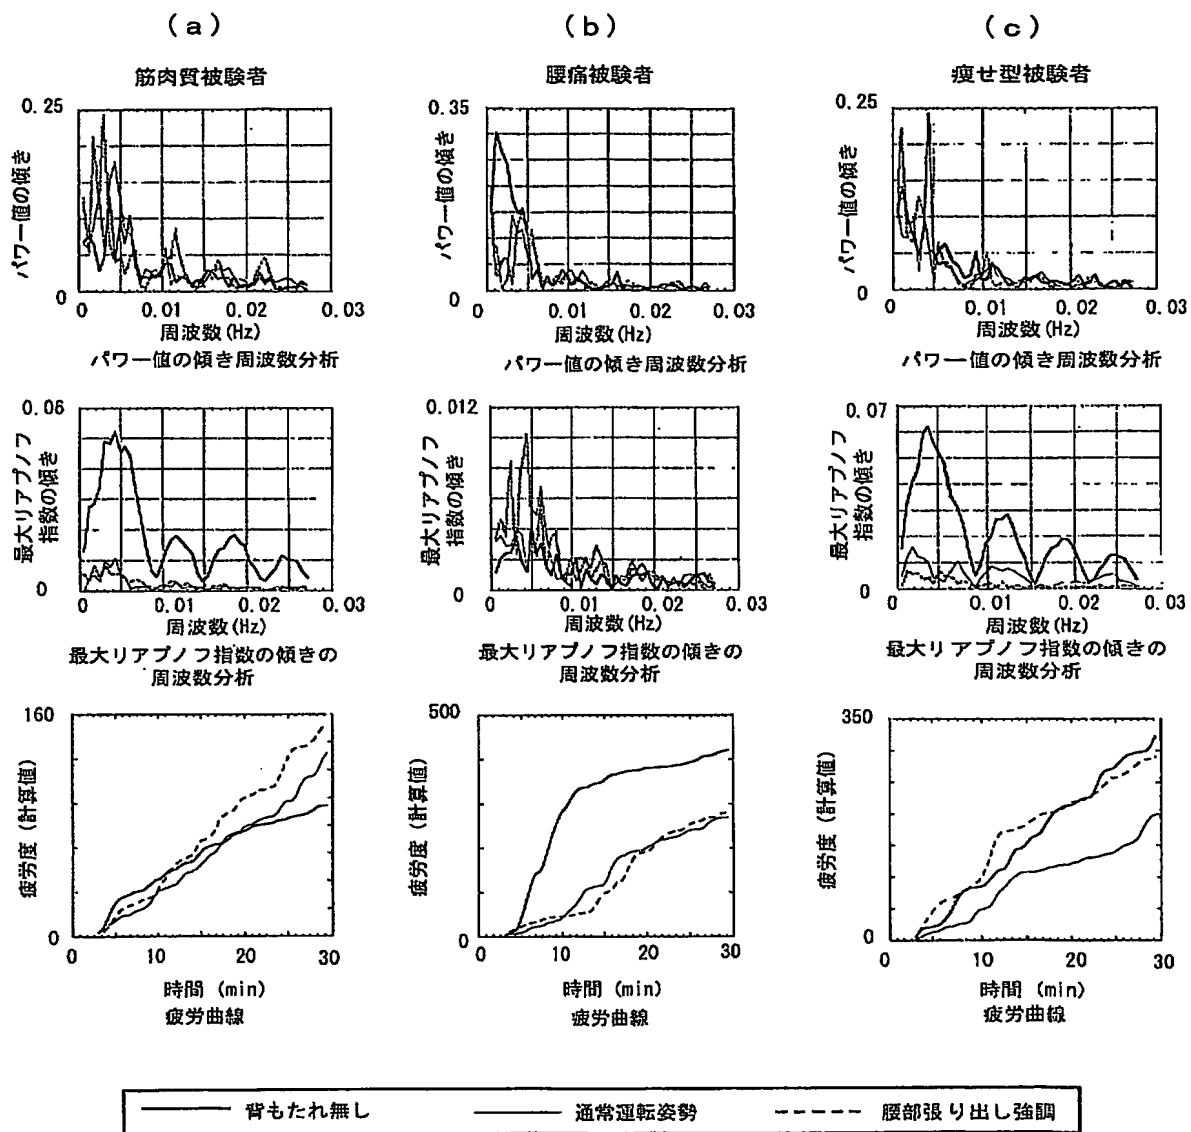 (a)
筋肉質被験者
0.25
パワー値の傾き
0
0 0.01 0.02 0.03
周波数(Hz)
パワー値の傾き周波数分析
0.06
最大リアプノフ
指数の傾き
0
0 0.01 0.02 0.03
周波数(Hz)
最大リアプノフ指数の傾きの
周波数分析
160
疲労度(計算値)
0
0 10 20 30
時間 (min)
疲労曲線
(b)
腰痛被験者
0.35
パワー値の傾き
0
0 0.01 0.02 0.03
周波数(Hz)
パワー値の傾き周波数分析
0.012
最大リアプノフ
指数の傾き
0
0 0.01 0.02 0.03
周波数(Hz)
最大リアプノフ指数の傾きの
周波数分析
500
疲労度(計算値)
0
0 10 20 30
時間 (min)
疲労曲線
(c)
痩せ型被験者
0.25
パワー値の傾き
0
0 0.01 0.02 0.03
周波数(Hz)
パワー値の傾き周波数分析
0.07
最大リアプノフ
指数の傾き
0
0 0.01 0.02 0.03
周波数(Hz)
最大リアプノフ指数の傾きの
周波数分析
350
疲労度(計算値)
0
0 10 20 30
時間 (min)
疲労曲線
背もたれ無し 通常運転姿勢 腰部張り出し強調